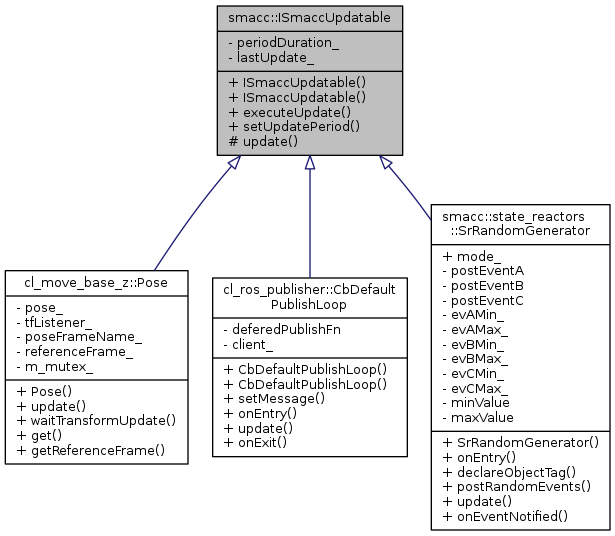 smacc::ISmaccUpdatable
- periodDuration_
- lastUpdate_
+ ISmaccUpdatable()
+ ISmaccUpdatable()
+ executeUpdate()
+ setUpdatePeriod()
# update()
cl_move_base_z::Pose
- pose_
- tfListener_
- poseFrameName_
- referenceFrame_
- m_mutex_
+ Pose()
+ update()
+ waitTransformUpdate()
+ get()
+ getReferenceFrame()
cl_ros_publisher::CbDefault
PublishLoop
- deferedPublishFn
- client_
+ CbDefaultPublishLoop()
+ CbDefaultPublishLoop()
+ setMessage()
+ onEntry()
+ update()
+ onExit()
smacc::state_reactors
::SrRandomGenerator
+ mode_
- postEventA
- postEventB
- postEventC
- evAMin_
- evAMax_
- evBMin_
- evBMax_
- evCMin_
- evCMax_
- minValue
- maxValue
+ SrRandomGenerator()
+ onEntry()
+ declareObjectTag()
+ postRandomEvents()
+ update()
+ onEventNotified()